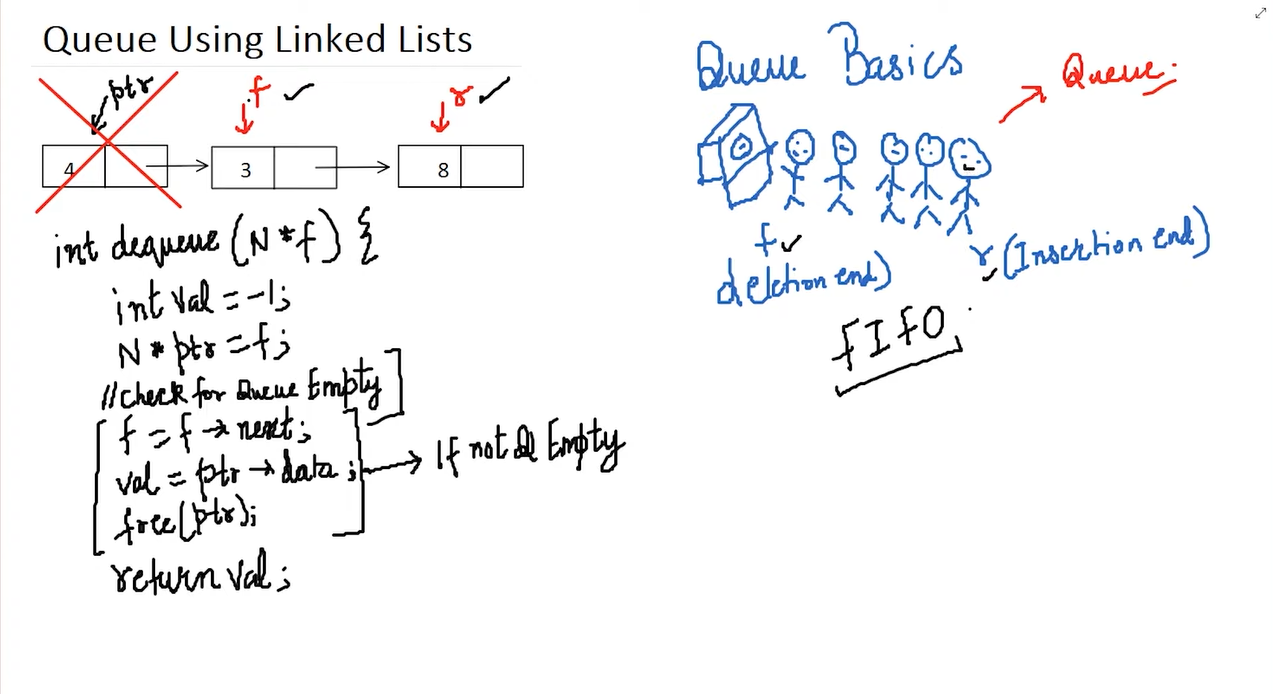 Queue Using Linked Lists
ptr
f
r
4
3
8
int dequeue (N *f) {
int val = -1;
N * ptr = f;
//check for Queue Empty
f = f → next;
val = ptr → data;
free(ptr);
return val;
If not Q Empty
Queue Basics
Queue:
f
deletion end)
r (Insertion end)
FIFO